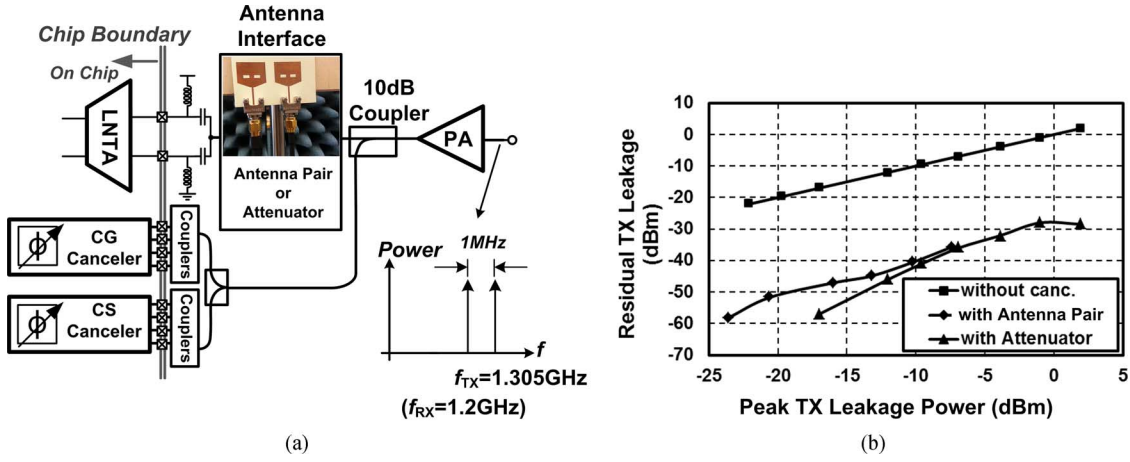 Chip Boundary
On Chip
LNTA
Antenna
Interface
Antenna Pair
or
Attenuator
10dB
Coupler
PA
CG
Canceler
Couplers
CS
Canceler
Couplers
ϕ
ϕ
Power
1MHz
f
fTX=1.305GHz
(fRX=1.2GHz)
(a)
Residual TX Leakage
(dBm)
10
0
-10
-20
-30
-40
-50
-60
-70
without canc.
with Antenna Pair
with Attenuator
-25 -20 -15 -10 -5 0 5
Peak TX Leakage Power (dBm)
(b)